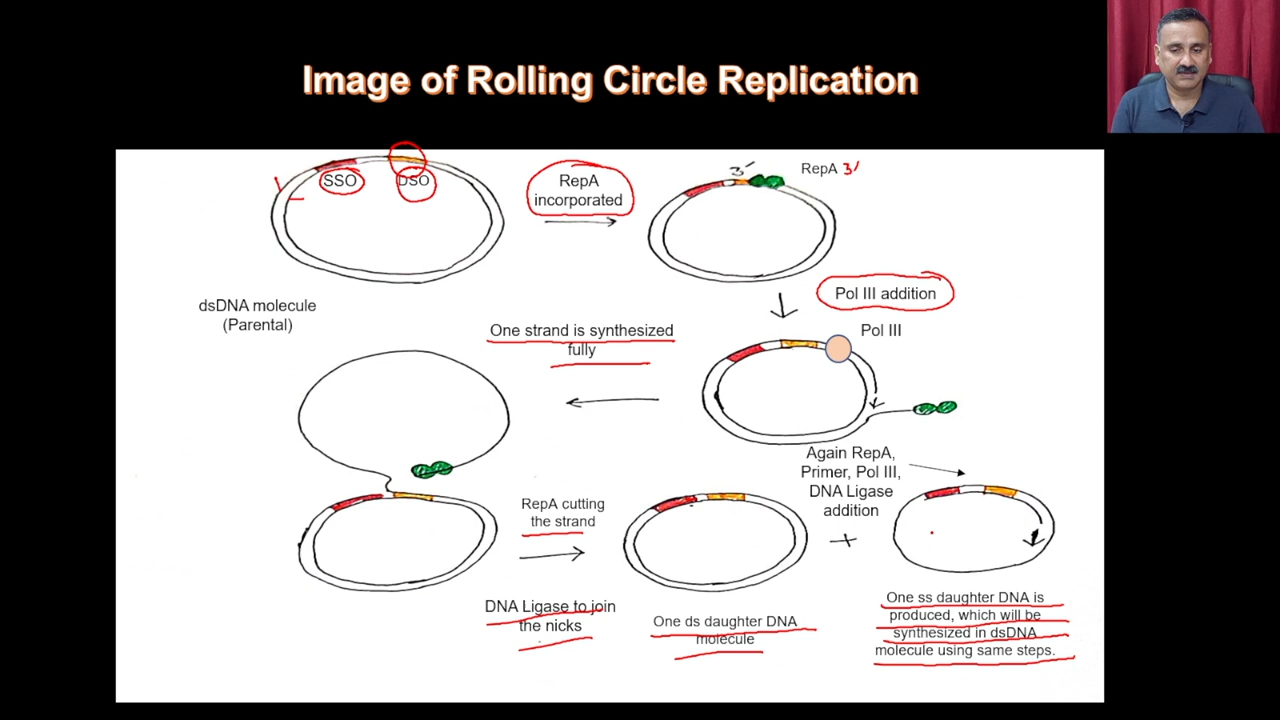 Image of Rolling Circle Replication
SSO
DSO
RepA
incorporated
3'
RepA 3'
dsDNA molecule
(Parental)
Pol III addition
Pol III
One strand is synthesized
fully
Again RepA,
Primer, Pol III,
DNA Ligase
addition
RepA cutting
the strand
DNA Ligase to join
the nicks
One ds daughter DNA
molecule
+
One ss daughter DNA is
produced, which will be
synthesized in dsDNA
molecule using same steps.